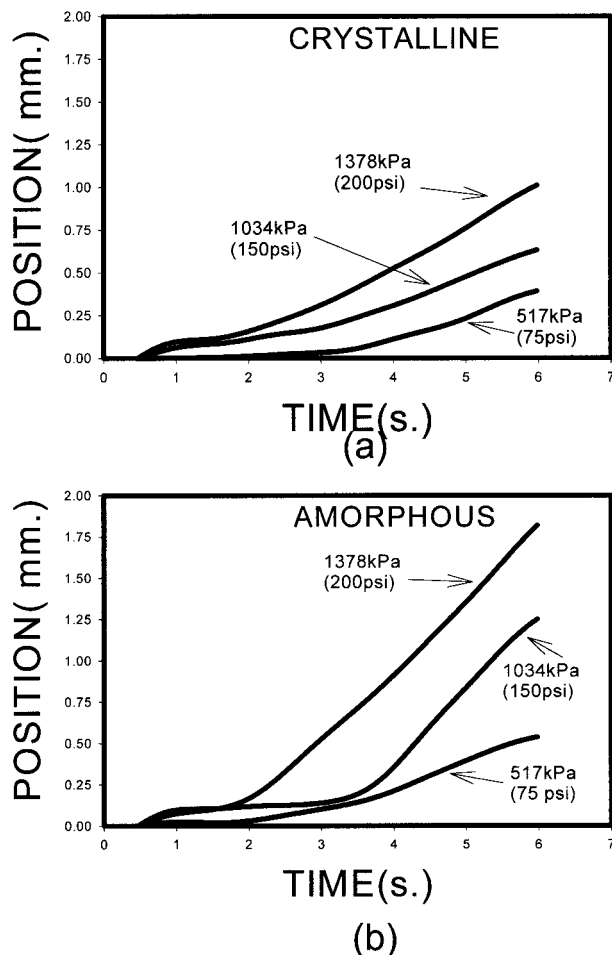 CRYSTALLINE
POSITION( mm.)
2.00
1.75
1.50
1.25
1.00
0.75
0.50
0.25
0.00
1378kPa
(200psi)
1034kPa
(150psi)
517kPa
(75psi)
0 1 2 3 4 5 6 7
TIME(s.)
(a)
AMORPHOUS
POSITION( mm.)
2.00
1.75
1.50
1.25
1.00
0.75
0.50
0.25
0.00
1378kPa
(200psi)
1034kPa
(150psi)
517kPa
(75 psi)
0 1 2 3 4 5 6 7
TIME(s.)
(b)